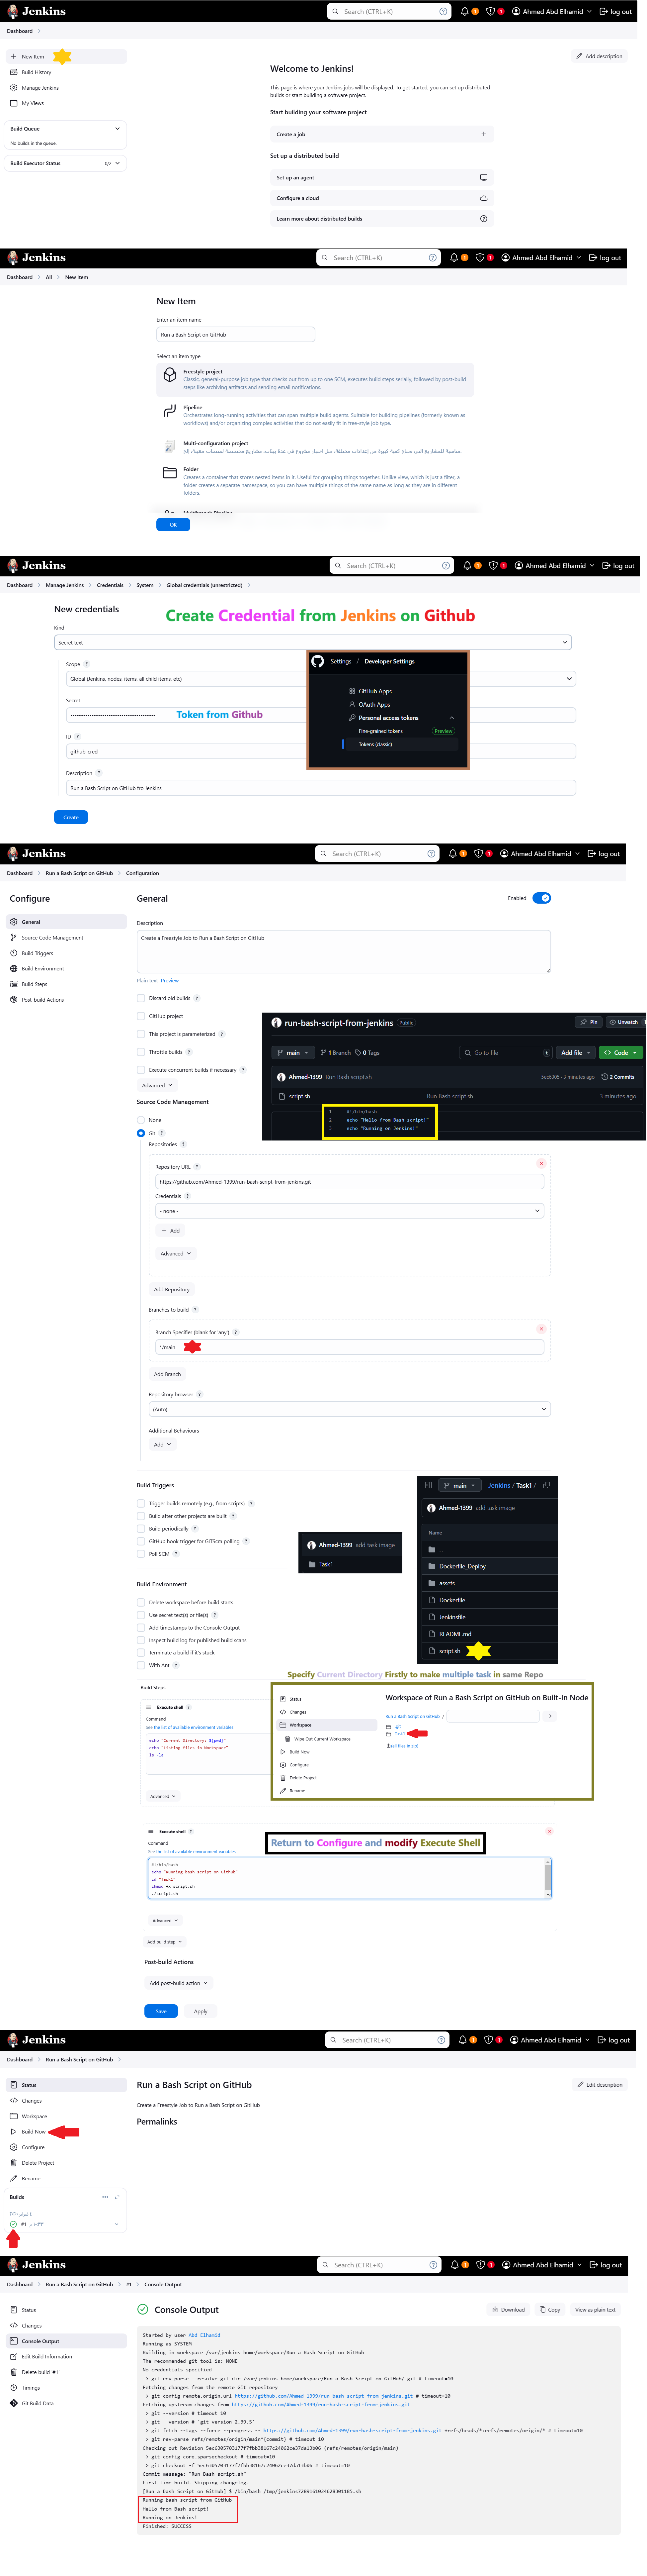 Jenkins
Search (CTRL+K)
1
1
Ahmed Abd Elhamid
log out
Dashboard
New Item
Add description
Build History
Welcome to Jenkins!
Manage Jenkins
This page is where your Jenkins jobs will be displayed. To get started, you can set up distributed
builds or start building a software project.
My Views
Start building your software project
Build Queue
Create a job
No builds in the queue.
Set up a distributed build
Build Executor Status
0/2
Set up an agent
Configure a cloud
Learn more about distributed builds
Jenkins
Search (CTRL+K)
1
1
Ahmed Abd Elhamid
log out
Dashboard
All
New Item
New Item
Enter an item name
Run a Bash Script on GitHub
Select an item type
Freestyle project
Classic, general-purpose job type that checks out from up to one SCM, executes build steps serially, followed by post-build
steps like archiving artifacts and sending email notifications.
Pipeline
Orchestrates long-running activities that can span multiple build agents. Suitable for building pipelines (formerly known as
workflows) and/or organizing complex activities that do not easily fit in free-style job type.
Multi-configuration project
مناسبة للمشاريع التي تحتاج كمية كبيرة من إعدادات مختلفة، مثل اختبار مشروع في عدة بيئات، مشاريع مخصصة لمنصات معينة، إلخ.
Folder
Creates a container that stores nested items in it. Useful for grouping things together. Unlike view, which is just a filter, a
folder creates a separate namespace, so you can have multiple things of the same name as long as they are in different
folders.
OK
Jenkins
Search (CTRL+K)
1
1
Ahmed Abd Elhamid
log out
Dashboard
Manage Jenkins
Credentials
System
Global credentials (unrestricted)
New credentials
Create Credential from Jenkins on Github
Kind
Secret text
Scope ?
Global (Jenkins, nodes, items, all child items, etc)
Secret
Token from Github
ID ?
github_cred
Description ?
Run a Bash Script on GitHub fro Jenkins
Create
Settings / Developer Settings
GitHub Apps
OAuth Apps
Personal access tokens
Fine-grained tokens
Preview
Tokens (classic)
Jenkins
Search (CTRL+K)
1
1
Ahmed Abd Elhamid
log out
Dashboard
Run a Bash Script on GitHub
Configuration
Configure
General
Enabled
General
Source Code Management
Build Triggers
Build Environment
Build Steps
Post-build Actions
Description
Create a Freestyle Job to Run a Bash Script on GitHub
Plain text Preview
Discard old builds ?
GitHub project
This project is parameterized ?
Throttle builds ?
Execute concurrent builds if necessary ?
Advanced
run-bash-script-from-jenkins
Public
Pin
Unwatch
main
1 Branch
0 Tags
Go to file
t
Add file
Code
Ahmed-1399 Run Bash script.sh
5ec6305 · 3 minutes ago
2 Commits
script.sh
Run Bash script.sh
3 minutes ago
1 #!/bin/bash
2 echo "Hello from Bash script!"
3 echo "Running on Jenkins!"
Source Code Management
None
Git ?
Repositories ?
Repository URL ?
https://github.com/Ahmed-1399/run-bash-script-from-jenkins.git
Credentials ?
- none -
+ Add
Advanced
Add Repository
Branches to build ?
Branch Specifier (blank for 'any') ?
*/main
Add Branch
Repository browser ?
(Auto)
Additional Behaviours
Add
Build Triggers
Trigger builds remotely (e.g., from scripts) ?
Build after other projects are built ?
Build periodically ?
GitHub hook trigger for GITScm polling ?
Poll SCM ?
Ahmed-1399 add task image
Task1
main
Jenkins / Task1 /
Ahmed-1399 add task image
Name
..
Dockerfile_Deploy
assets
Dockerfile
Jenkinsfile
README.md
script.sh
Build Environment
Delete workspace before build starts
Use secret text(s) or file(s) ?
Add timestamps to the Console Output
Inspect build log for published build scans
Terminate a build if it's stuck
With Ant ?
Specify Current Directory Firstly to make multiple task in same Repo
Build Steps
Execute shell ?
Command
See the list of available environment variables
echo "Current Directory: $(pwd)"
echo "Listing files in Workspace"
ls -la
Advanced
Status
Changes
Workspace
Wipe Out Current Workspace
Build Now
Configure
Delete Project
Rename
Workspace of Run a Bash Script on GitHub on Built-In Node
Run a Bash Script on GitHub /
.git
Task1
(all files in zip)
Execute shell ?
Return to Configure and modify Execute Shell
Command
See the list of available environment variables
#!/bin/bash
echo "Running bash script on Github"
cd "Task1"
chmod +x script.sh
./script.sh
Advanced
Add build step
Post-build Actions
Add post-build action
Save
Apply
Jenkins
Search (CTRL+K)
1
1
Ahmed Abd Elhamid
log out
Dashboard
Run a Bash Script on GitHub
Status
Changes
Workspace
Build Now
Configure
Delete Project
Rename
Run a Bash Script on GitHub
Edit description
Create a Freestyle Job to Run a Bash Script on GitHub
Permalinks
Builds
#1
Jenkins
Search (CTRL+K)
1
1
Ahmed Abd Elhamid
log out
Dashboard
Run a Bash Script on GitHub
#1
Console Output
Status
Changes
Console Output
Edit Build Information
Delete build '#1'
Timings
Git Build Data
Console Output
Download
Copy
View as plain text
Started by user Abd Elhamid
Running as SYSTEM
Building in workspace /var/jenkins_home/workspace/Run a Bash Script on GitHub
The recommended git tool is: NONE
No credentials specified
> git rev-parse --resolve-git-dir /var/jenkins_home/workspace/Run a Bash Script on GitHub/.git # timeout=10
Fetching changes from the remote Git repository
> git config remote.origin.url https://github.com/Ahmed-1399/run-bash-script-from-jenkins.git # timeout=10
Fetching upstream changes from https://github.com/Ahmed-1399/run-bash-script-from-jenkins.git
> git --version # timeout=10
> git --version # 'git version 2.39.5'
> git fetch --tags --force --progress -- https://github.com/Ahmed-1399/run-bash-script-from-jenkins.git +refs/heads/*:refs/remotes/origin/* # timeout=10
> git rev-parse refs/remotes/origin/main^{commit} # timeout=10
Checking out Revision 5ec6305703177f7fbb38167c24062ce37da13b06 (refs/remotes/origin/main)
> git config core.sparsecheckout # timeout=10
> git checkout -f 5ec6305703177f7fbb38167c24062ce37da13b06 # timeout=10
Commit message: "Run Bash script.sh"
First time build. Skipping changelog.
[Run a Bash Script on GitHub] $ /bin/bash /tmp/jenkins7289161024628301185.sh
Running bash script from GitHub
Hello from Bash script!
Running on Jenkins!
Finished: SUCCESS